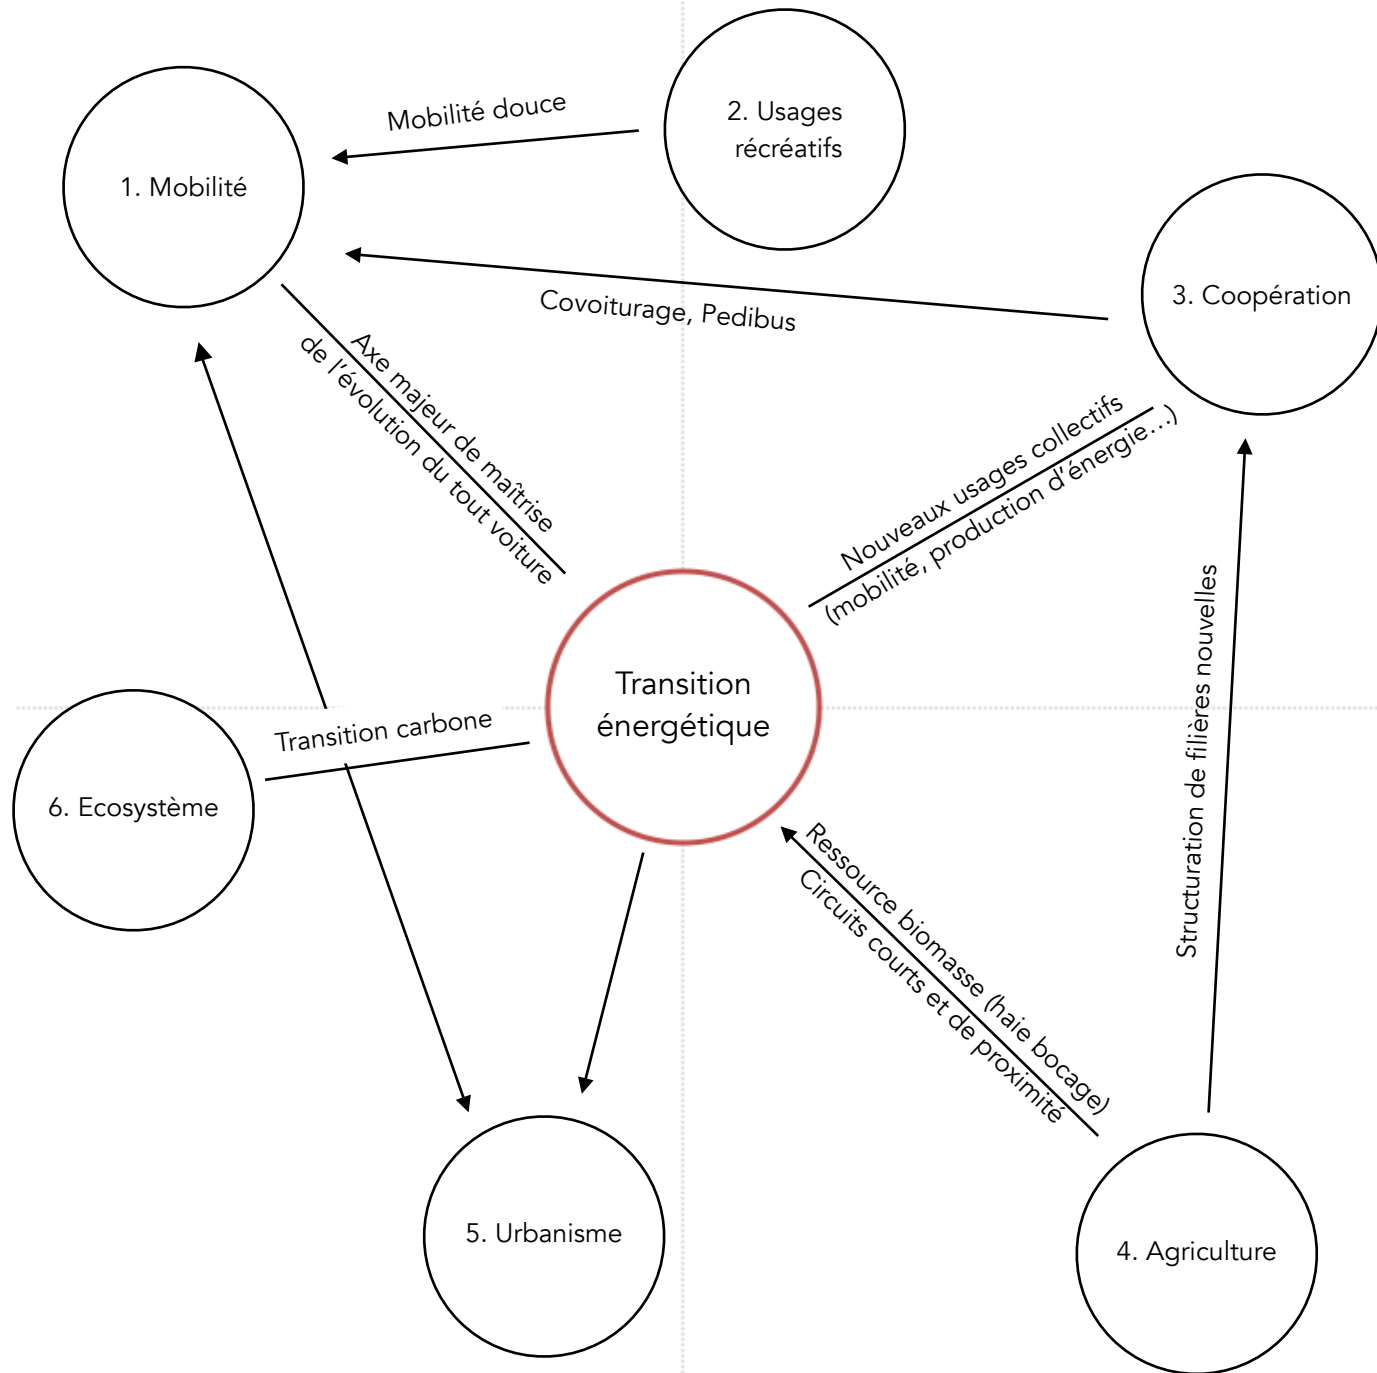 Mobilité douce
2. Usages
récréatifs
1. Mobilité
3. Coopération
Covoiturage, Pedibus
Axe majeur de maîtrise
de l'évolution du tout voiture
Nouveaux usages collectifs
(mobilité, production d'énergie…)
Structuration de filières nouvelles
Transition
énergétique
Transition carbone
6. Ecosystème
Ressource biomasse (haie bocage)
Circuits courts et de proximité
5. Urbanisme
4. Agriculture